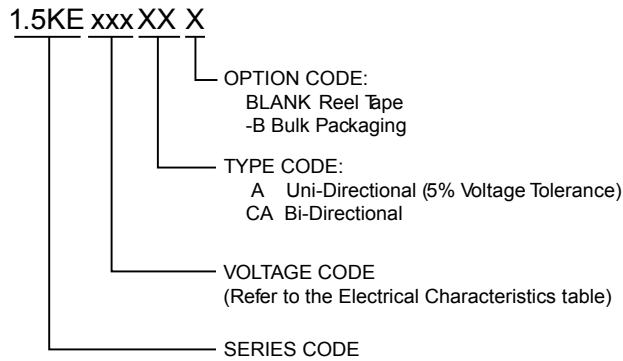 1.5KE xxx XX X
OPTION CODE:
BLANK Reel Tape
-B Bulk Packaging
TYPE CODE:
A Uni-Directional (5% Voltage Tolerance)
CA Bi-Directional
VOLTAGE CODE
(Refer to the Electrical Characteristics table)
SERIES CODE